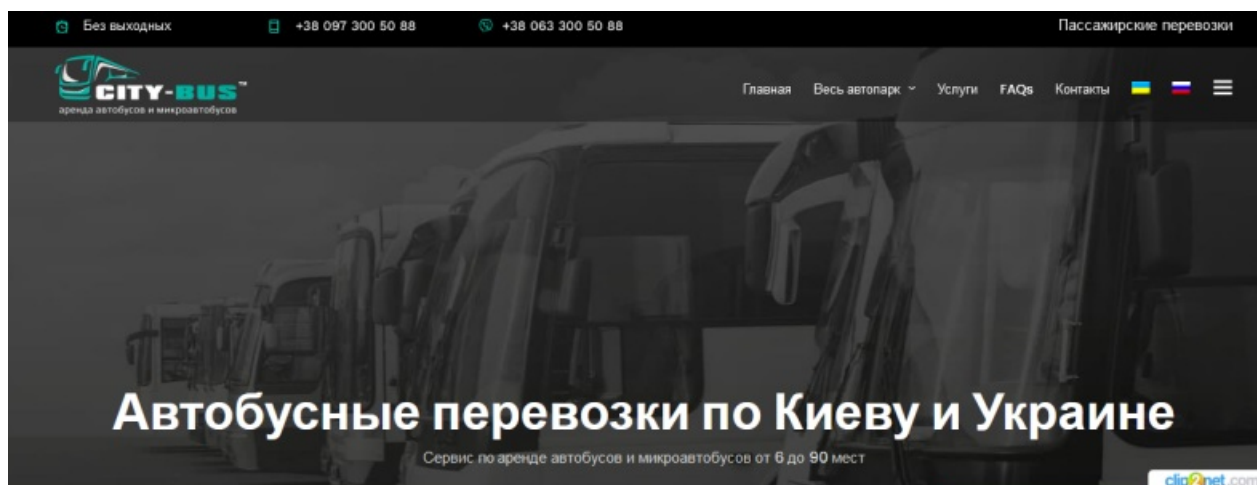 Без выходных
+38 097 300 50 88
+38 063 300 50 88
Пассажирские перевозки
CITY-BUS™
аренда автобусов и микроавтобусов
Главная Весь автопарк Услуги FAQs Контакты
Автобусные перевозки по Киеву и Украине
Сервис по аренде автобусов и микроавтобусов от 6 до 90 мест
clip2net.com